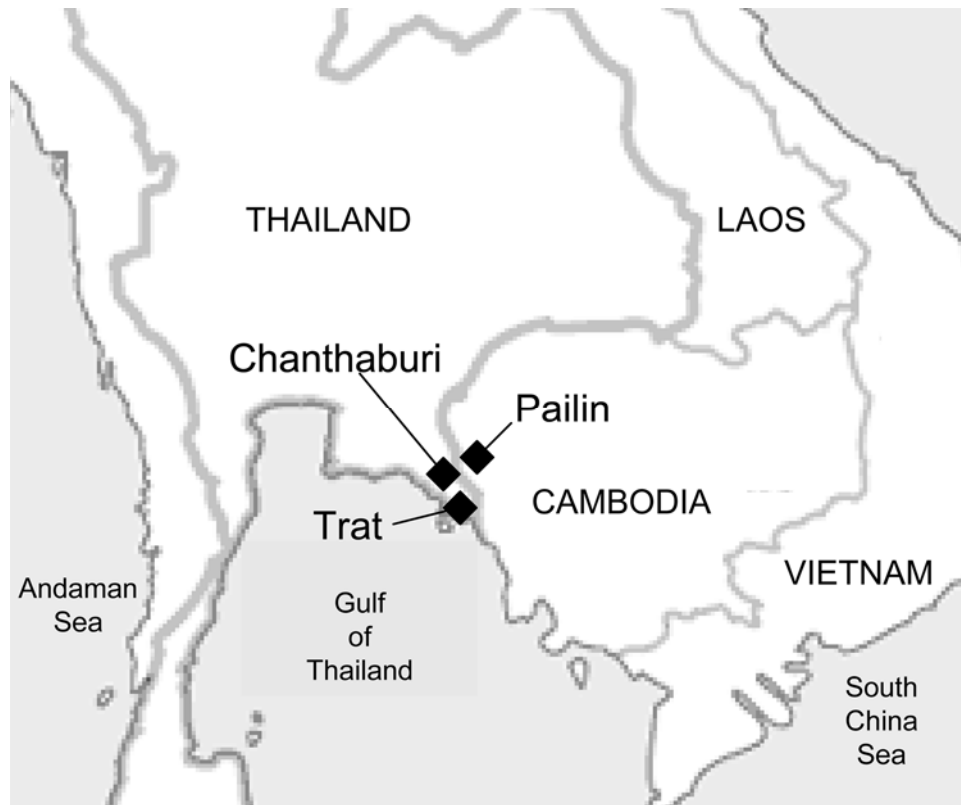 THAILAND
LAOS
Chanthaburi
Pailin
CAMBODIA
Trat
VIETNAM
Andaman
Sea
Gulf
of
Thailand
South
China
Sea